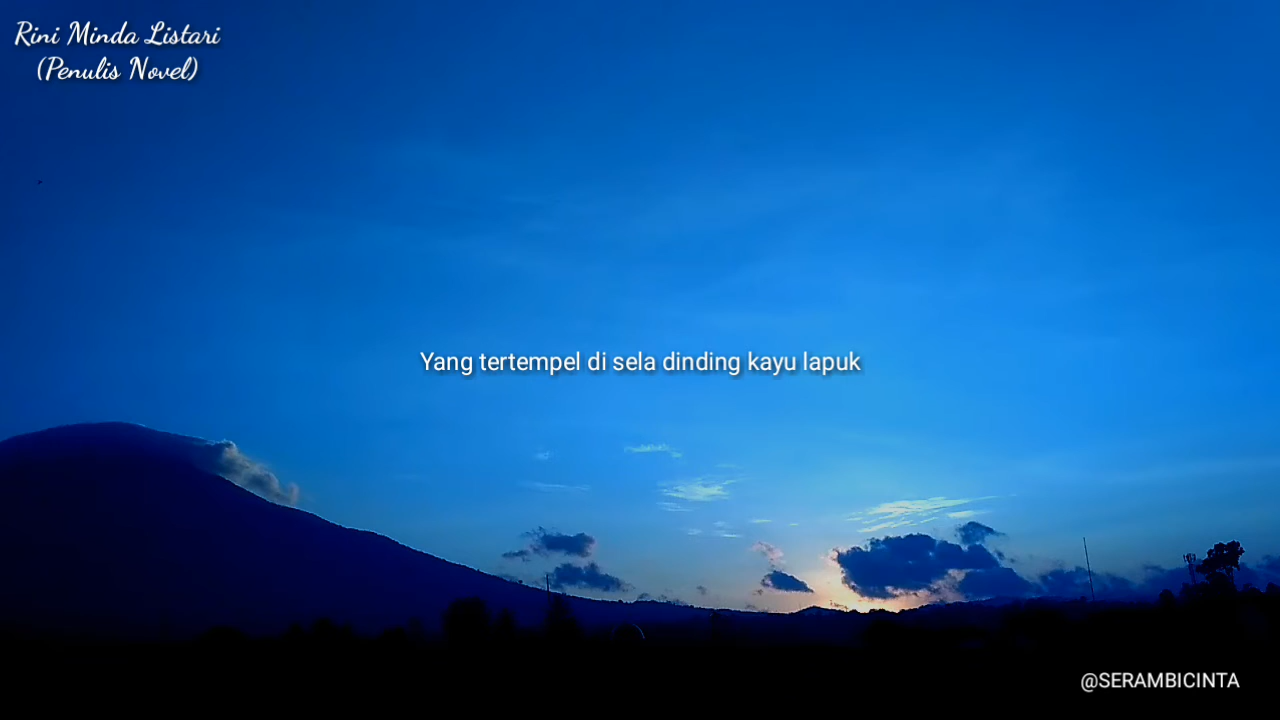 Rini Minda Listari
(Penulis Novel)
Yang tertempel di sela dinding kayu lapuk
@SERAMBICINTA